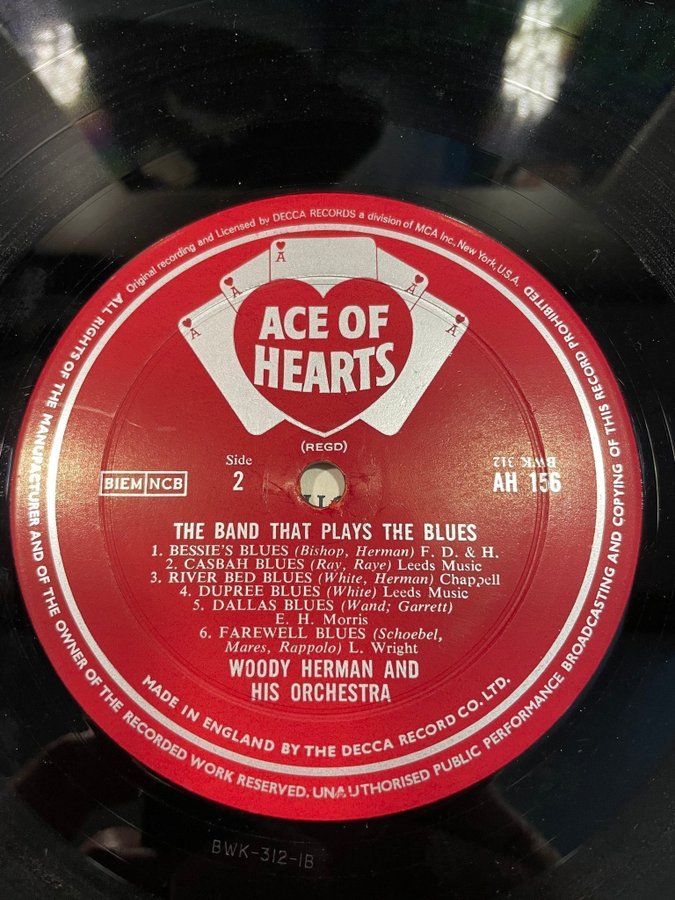 Original recording and Licensed by DECCA RECORDS a division of MCA Inc., New York, U.S.A.
ALL RIGHTS OF THE MANUFACTURER AND OF THE OWNER OF THE RECORDED WORK RESERVED. UNAUTHORISED PUBLIC PERFORMANCE BROADCASTING AND COPYING OF THIS RECORD PROHIBITED
A
A
A
A
A
ACE OF
HEARTS
(REGD)
Side
2
BIEM NCB
BWK 312
AH 156
THE BAND THAT PLAYS THE BLUES
1. BESSIE'S BLUES (Bishop, Herman) F. D. & H.
2. CASBAH BLUES (Ray, Raye) Leeds Music
3. RIVER BED BLUES (White, Herman) Chappell
4. DUPREE BLUES (White) Leeds Music
5. DALLAS BLUES (Wand; Garrett)
E. H. Morris
6. FAREWELL BLUES (Schoebel,
Mares, Rappolo) L. Wright
WOODY HERMAN AND
HIS ORCHESTRA
MADE IN ENGLAND BY THE DECCA RECORD CO. LTD.
BWK-312-1B